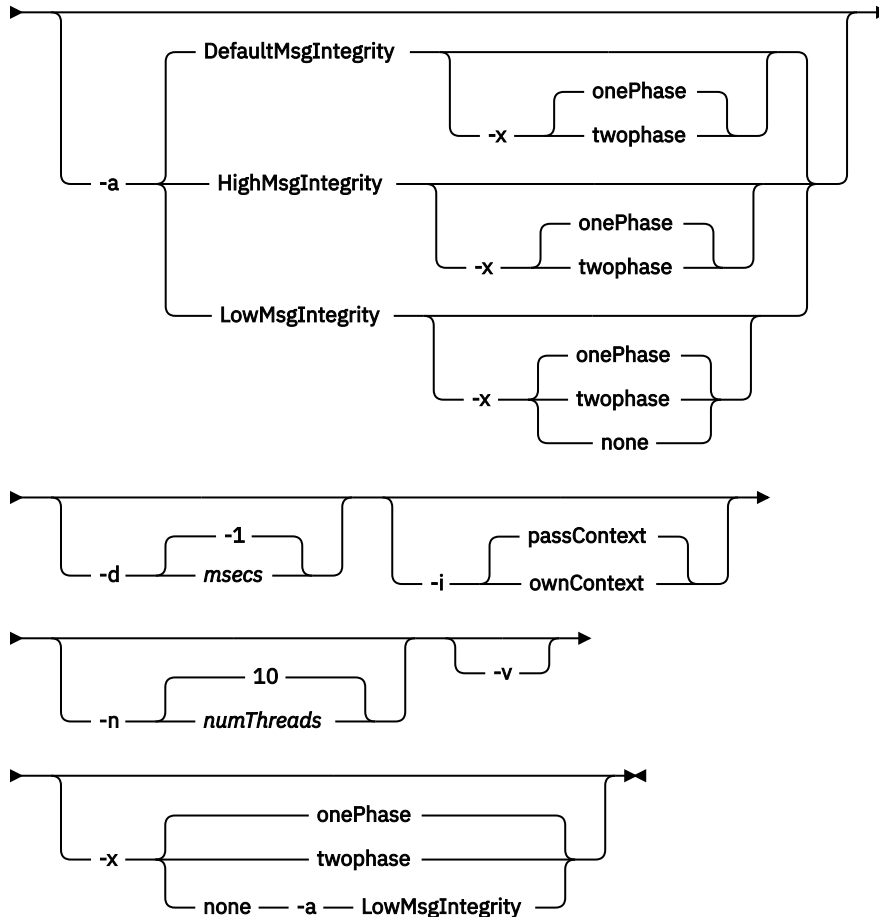 DefaultMsgIntegrity
onePhase
-x twophase
-a HighMsgIntegrity
onePhase
-x twophase
LowMsgIntegrity
onePhase
-x twophase
none
-1
-d msecs
passContext
-i ownContext
10
-n numThreads
-v
onePhase
-x twophase
none -a LowMsgIntegrity